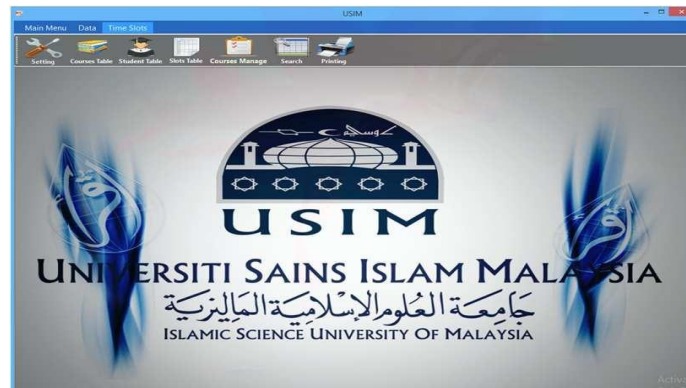 USIM
Main Menu Data Time Slots
Setting Courses Table Student Table Slots Table Courses Manage Search Printing
USIM
UNIVERSITI SAINS ISLAM MALAYSIA
جامعة العلوم الإسلامية الماليزية
ISLAMIC SCIENCE UNIVERSITY OF MALAYSIA
اقرأ